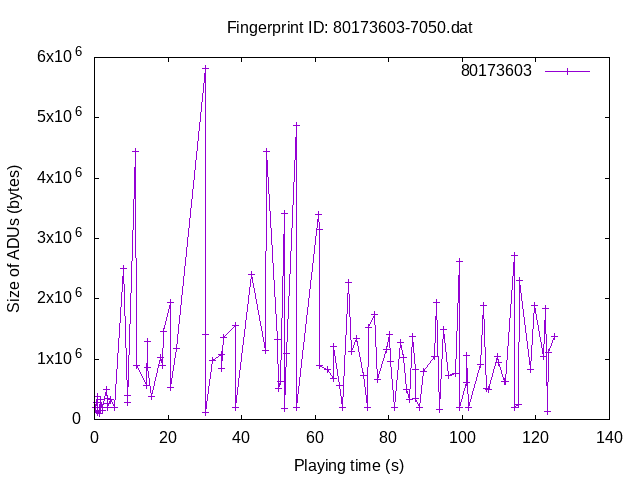 Fingerprint ID: 80173603-7050.dat
80173603
6x10^6
5x10^6
4x10^6
3x10^6
2x10^6
1x10^6
0
Size of ADUs (bytes)
0 20 40 60 80 100 120 140
Playing time (s)